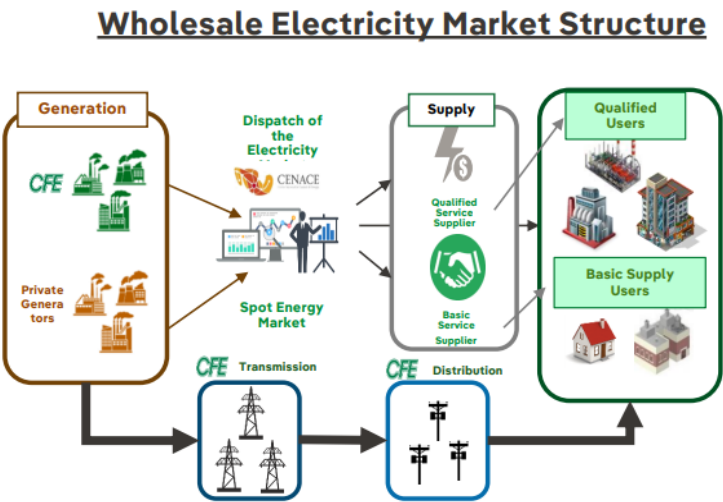 Wholesale Electricity Market Structure
Generation
CFE
Private
Genera
tors
Dispatch of
the
Electricity
CENACE
Spot Energy
Market
Supply
$
Qualified
Service
Supplier
Basic
Service
Supplier
Qualified
Users
Basic Supply
Users
CFE Transmission
CFE Distribution